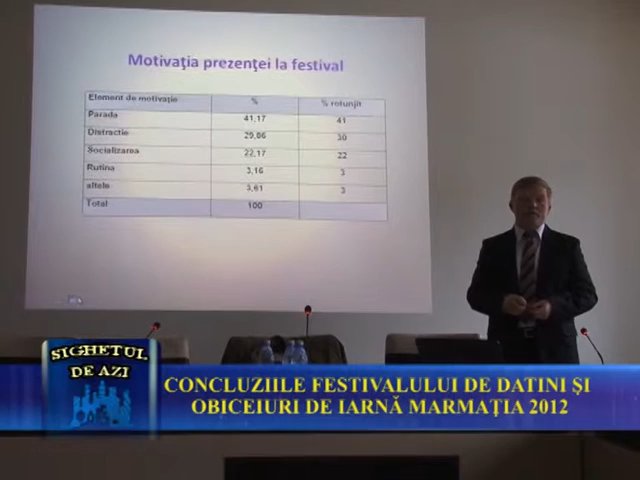 Motivaţia prezenţei la festival
Element de motivaţie % % rotunjit
Parada 41,17 41
Distractie 29,86 30
Socializarea 22,17 22
Rutina 3,16 3
altele 3,61 3
Total 100
SIGHETUL
DE AZI
CONCLUZIILE FESTIVALULUI DE DATINI ŞI
OBICEIURI DE IARNĂ MARMAŢIA 2012